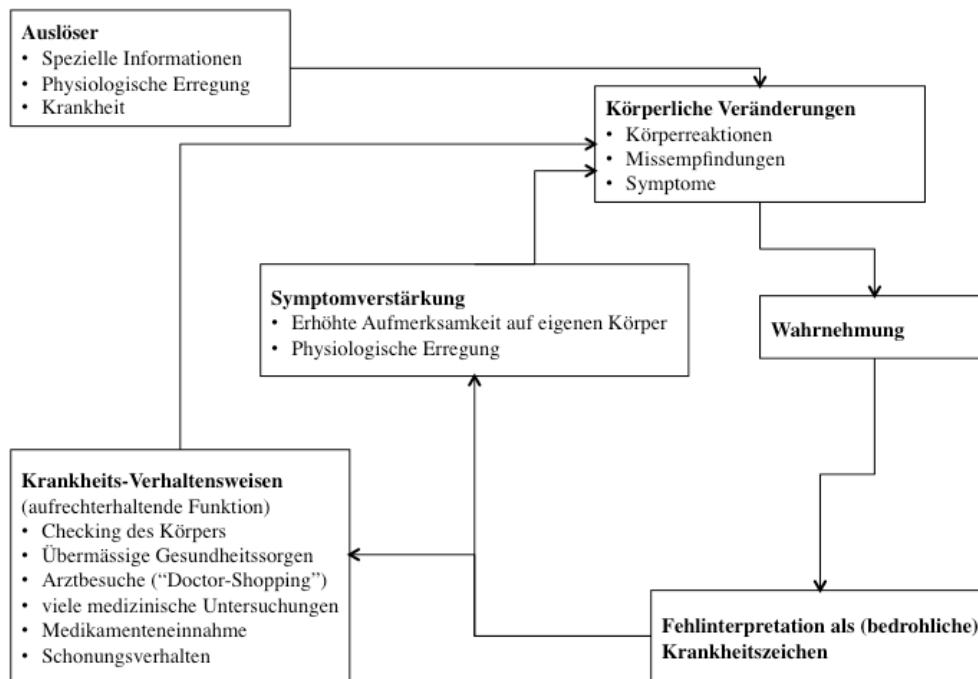 Auslöser
• Spezielle Informationen
• Physiologische Erregung
• Krankheit
Körperliche Veränderungen
• Körperreaktionen
• Missempfindungen
• Symptome
Symptomverstärkung
• Erhöhte Aufmerksamkeit auf eigenen Körper
• Physiologische Erregung
Wahrnehmung
Krankheits-Verhaltensweisen
(aufrechterhaltende Funktion)
• Checking des Körpers
• Übermässige Gesundheitssorgen
• Arztbesuche (“Doctor-Shopping”)
• viele medizinische Untersuchungen
• Medikamenteneinnahme
• Schonungsverhalten
Fehlinterpretation als (bedrohliche)
Krankheitszeichen